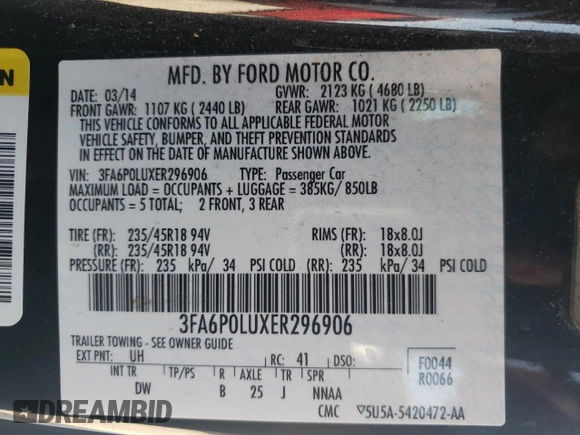 N
MFD. BY FORD MOTOR CO.
DATE: 03/14 GVWR: 2123 KG ( 4680 LB)
FRONT GAWR: 1107 KG ( 2440 LB) REAR GAWR: 1021 KG ( 2250 LB)
THIS VEHICLE CONFORMS TO ALL APPLICABLE FEDERAL MOTOR
VEHICLE SAFETY, BUMPER, AND THEFT PREVENTION STANDARDS
IN EFFECT ON THE DATE OF MANUFACTURE SHOWN ABOVE.
VIN: 3FA6P0LUXER296906 TYPE: Passenger Car
MAXIMUM LOAD = OCCUPANTS + LUGGAGE = 385KG/ 850LB
OCCUPANTS = 5 TOTAL; 2 FRONT, 3 REAR
TIRE (FR): 235/45R18 94V RIMS (FR): 18x8.0J
(RR): 235/45R18 94V (RR): 18x8.0J
PRESSURE (FR): 235 kPa/ 34 PSI COLD (RR): 235 kPa/ 34 PSI COLD
3FA6P0LUXER296906
TRAILER TOWING - SEE OWNER GUIDE
EXT PNT: UH RC: 41 DSO: F0044
INT TR TP/PS R AXLE TR SPR R0066
DW B 25 J NNAA
CMC ▽5U5A-5420472-AA
DREAMBID